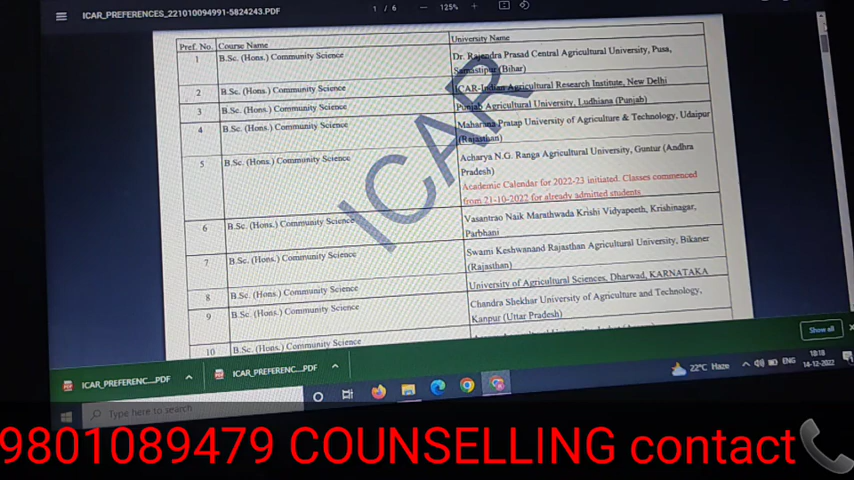 ICAR_PREFERENCES_221010094991-5824243.PDF
1 / 6
125%
Pref. No. Course Name University Name
1 B.Sc. (Hons.) Community Science Dr. Rajendra Prasad Central Agricultural University, Pusa,
Samastipur (Bihar)
2 B.Sc. (Hons.) Community Science ICAR-Indian Agricultural Research Institute, New Delhi
3 B.Sc. (Hons.) Community Science Punjab Agricultural University, Ludhiana (Punjab)
4 B.Sc. (Hons.) Community Science Maharana Pratap University of Agriculture & Technology, Udaipur
(Rajasthan)
5 B.Sc. (Hons.) Community Science Acharya N.G. Ranga Agricultural University, Guntur (Andhra
Pradesh)
Academic Calendar for 2022-23 initiated. Classes commenced
from 21-10-2022 for already admitted students
6 B.Sc. (Hons.) Community Science Vasantrao Naik Marathwada Krishi Vidyapeeth, Krishinagar,
Parbhani
7 B.Sc. (Hons.) Community Science Swami Keshwanand Rajasthan Agricultural University, Bikaner
(Rajasthan)
8 B.Sc. (Hons.) Community Science University of Agricultural Sciences, Dharwad, KARNATAKA
9 B.Sc. (Hons.) Community Science Chandra Shekhar University of Agriculture and Technology,
Kanpur (Uttar Pradesh)
10 B.Sc. (Hons.) Community Science
ICAR
Show all
ICAR_PREFERENC....PDF
ICAR_PREFERENC....PDF
Type here to search
22°C Haze
ENG
18:18
14-12-2022
9801089479 COUNSELLING contact